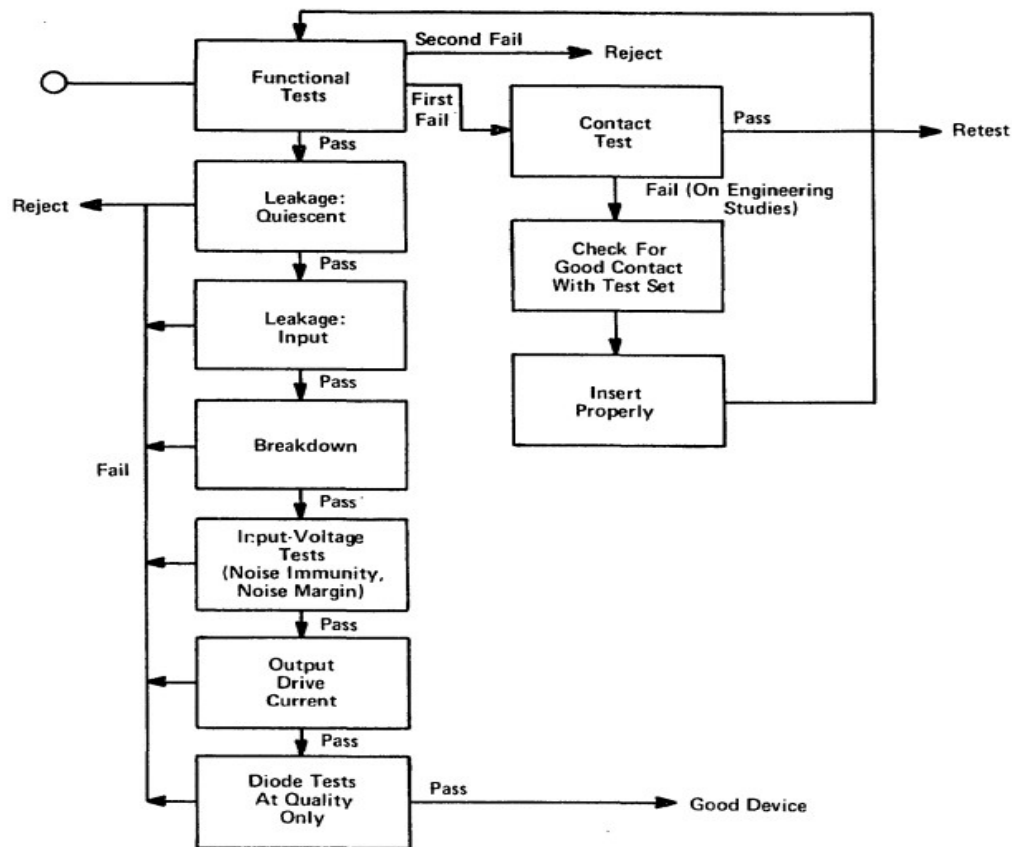 Second Fail
Reject
Functional
Tests
First
Fail
Contact
Test
Pass
Retest
Pass
Fail (On Engineering
Studies)
Reject
Leakage:
Quiescent
Check For
Good Contact
With Test Set
Pass
Leakage:
Input
Pass
Insert
Properly
Breakdown
Fail
Pass
Input-Voltage
Tests
(Noise Immunity,
Noise Margin)
Pass
Output
Drive
Current
Pass
Diode Tests
At Quality
Only
Pass
Good Device